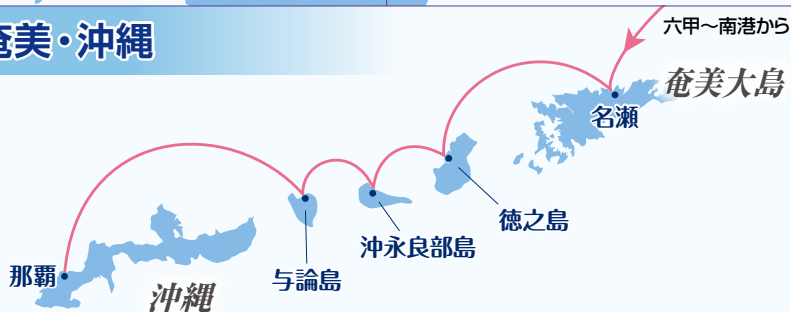 奄美・沖縄
六甲～南港から
奄美大島
名瀬
徳之島
沖永良部島
与論島
那覇
沖縄